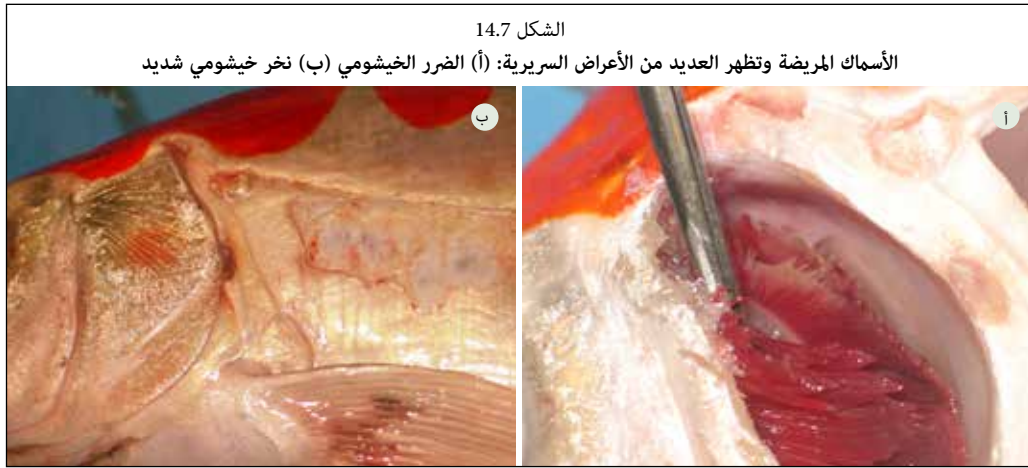 الشكل 14.7
الأسماك المريضة وتظهر العديد من الأعراض السريرية: (أ) الضرر الخيشومي (ب) نخر خيشومي شديد
أ
ب